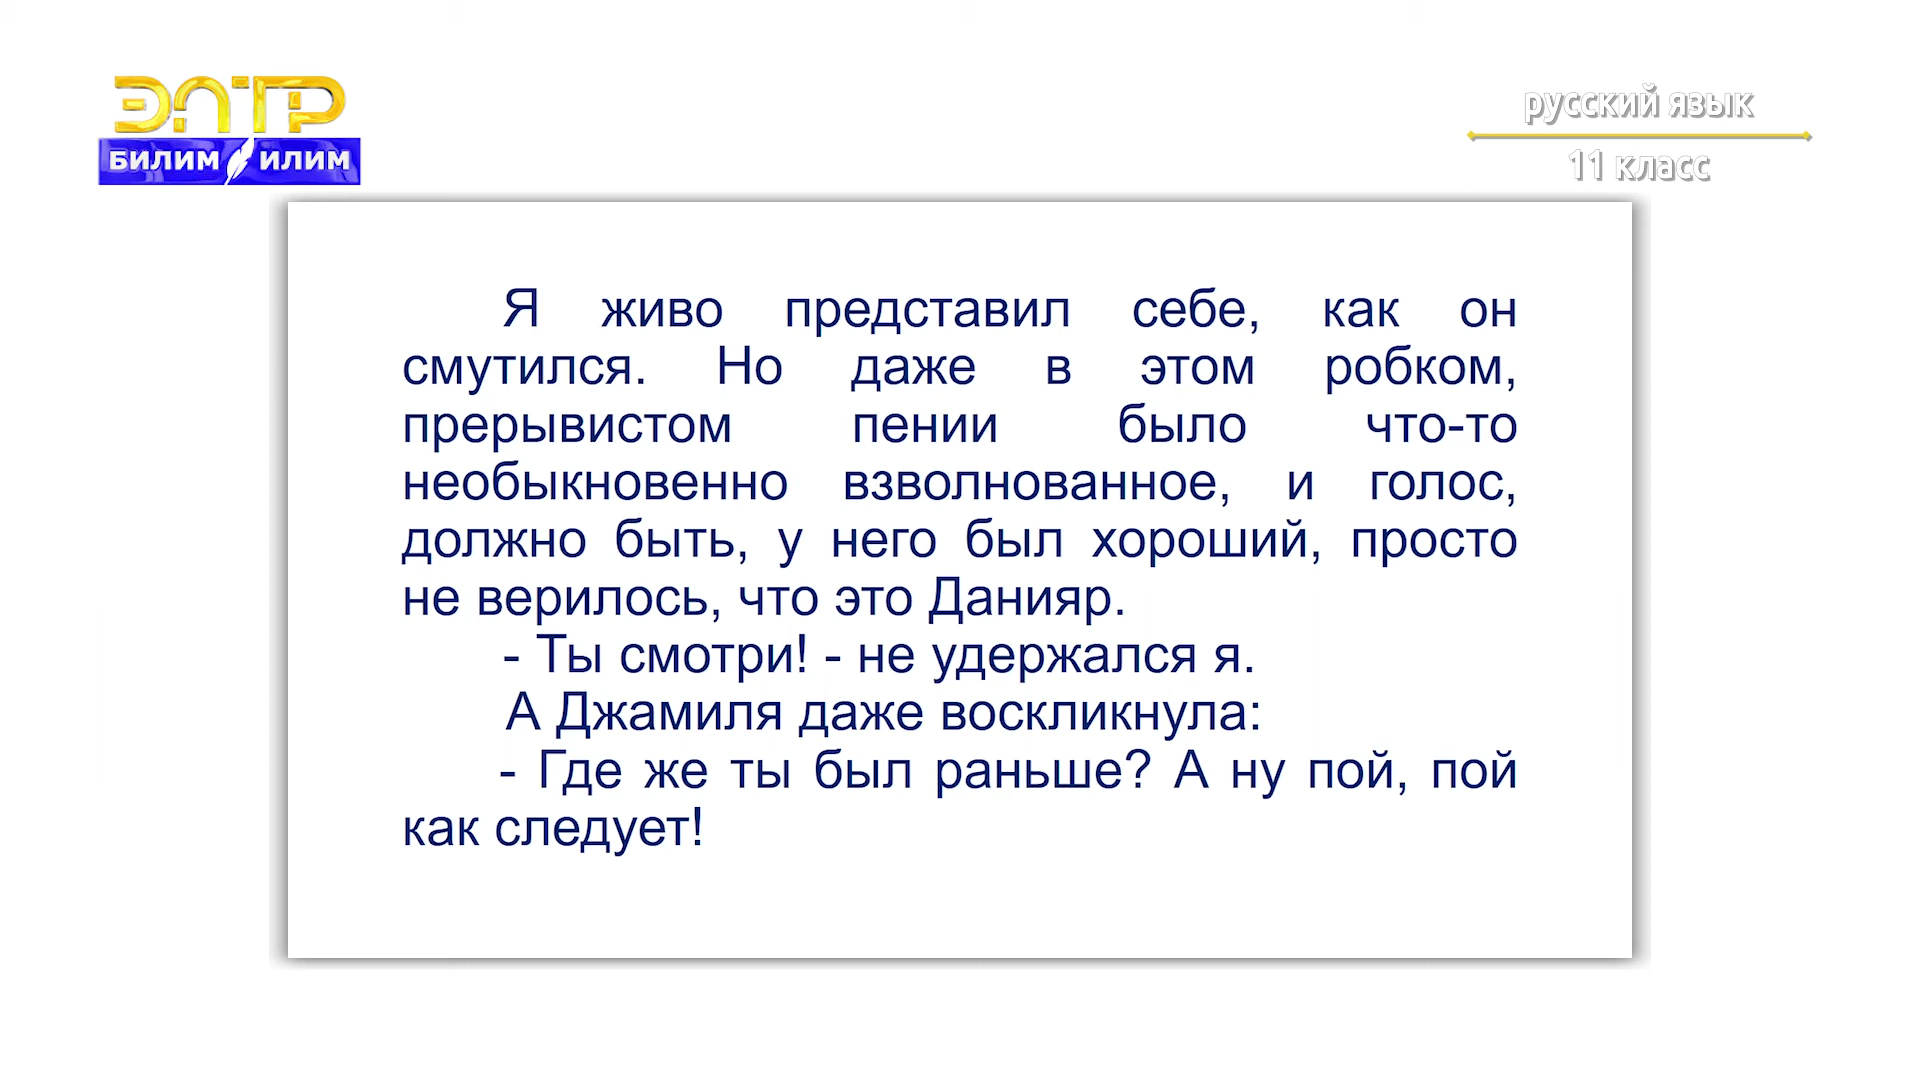 ЭЛТР
БИЛИМ ИЛИМ
русский язык
11 класс
Я живо представил себе, как он
смутился. Но даже в этом робком,
прерывистом пении было что-то
необыкновенно взволнованное, и голос,
должно быть, у него был хороший, просто
не верилось, что это Данияр.
- Ты смотри! - не удержался я.
А Джамиля даже воскликнула:
- Где же ты был раньше? А ну пой, пой
как следует!